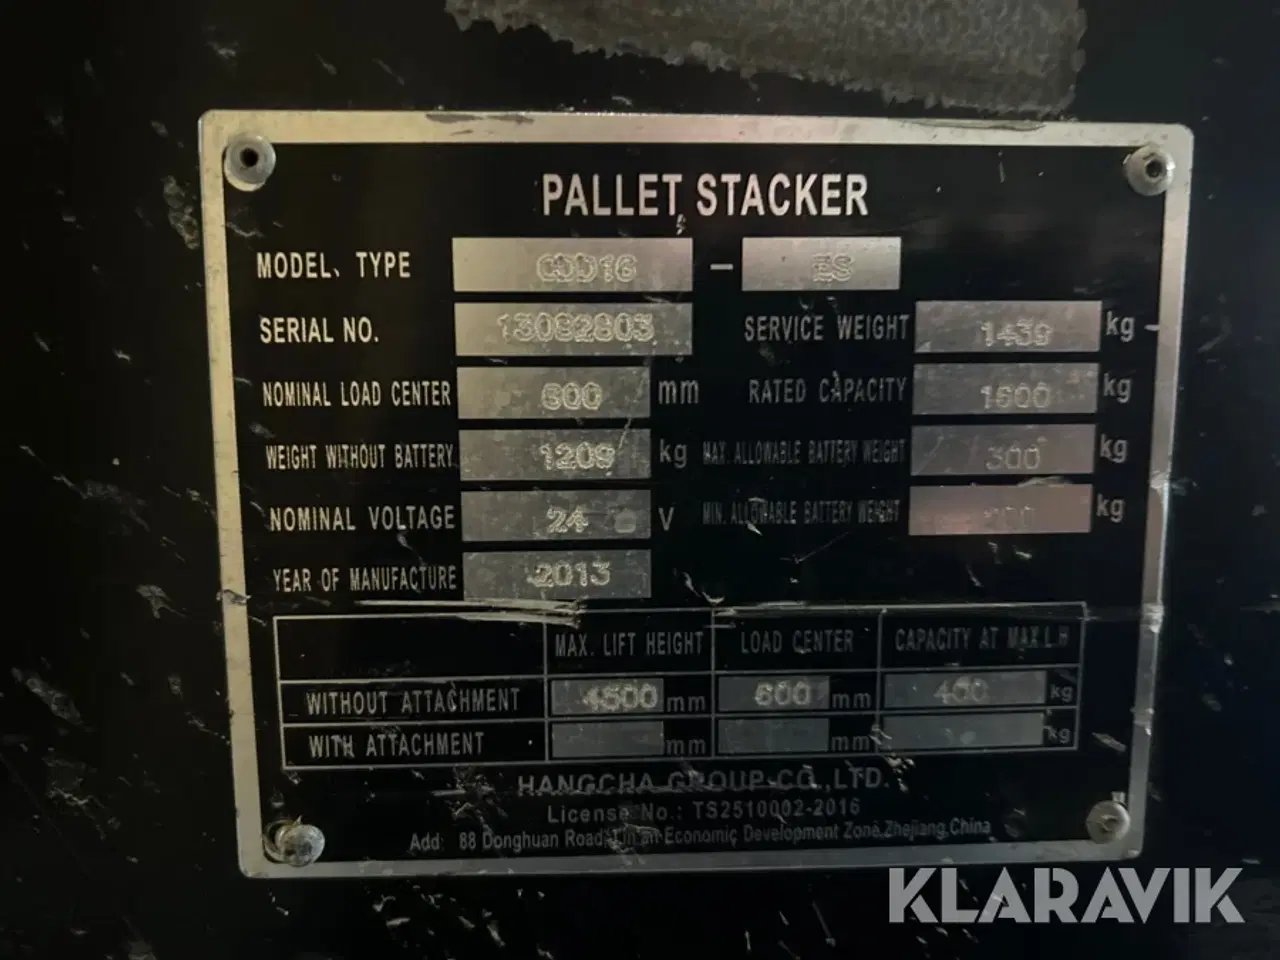 PALLET STACKER
MODEL、TYPE CDD16 - ES
SERIAL NO. 13092803 SERVICE WEIGHT 1439 kg
NOMINAL LOAD CENTER 600 mm RATED CAPACITY 1600 kg
WEIGHT WITHOUT BATTERY 1209 kg MAX. ALLOWABLE BATTERY WEIGHT 300 kg
NOMINAL VOLTAGE 24 V MIN. ALLOWABLE BATTERY WEIGHT kg
YEAR OF MANUFACTURE 2013
MAX. LIFT HEIGHT LOAD CENTER CAPACITY AT MAX.L.H
WITHOUT ATTACHMENT 4500 mm 600 mm 400 kg
WITH ATTACHMENT mm mm kg
HANGCHA GROUP CO.,LTD.
License No.: TS2510002-2016
Add: 88 Donghuan Road, Lin'an Economic Development Zone.Zhejiang.China
KLARAVIK